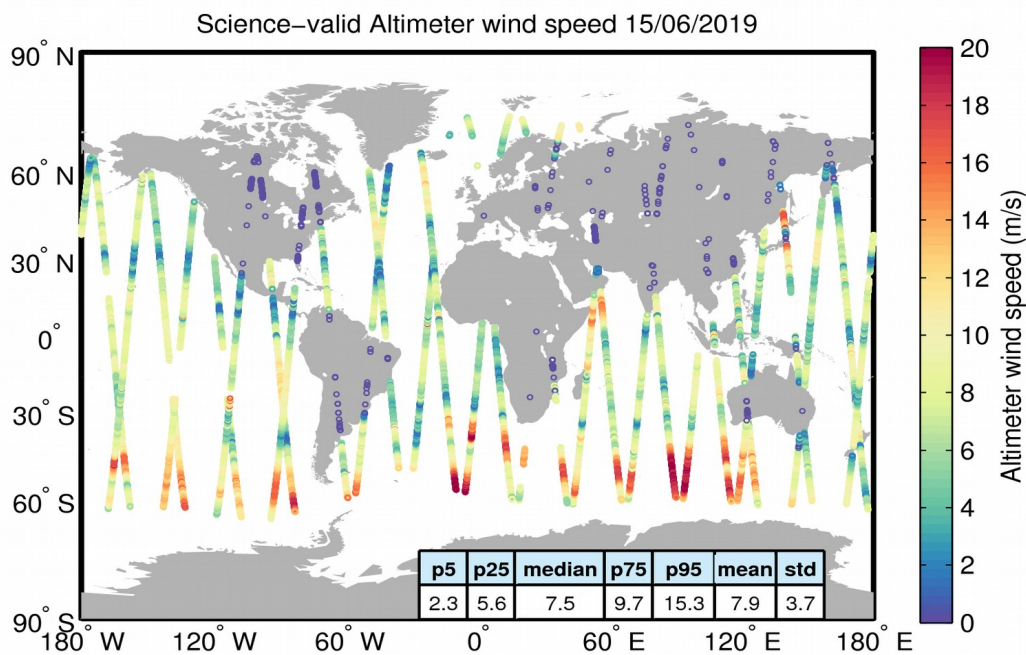 Science−valid Altimeter wind speed 15/06/2019
90° N
60° N
30° N
0°
30° S
60° S
90° S
180° W
120° W
60° W
0°
60° E
120° E
180° E
p5 p25 median p75 p95 mean std
2.3 5.6 7.5 9.7 15.3 7.9 3.7
20
18
16
14
12
10
8
6
4
2
0
Altimeter wind speed (m/s)